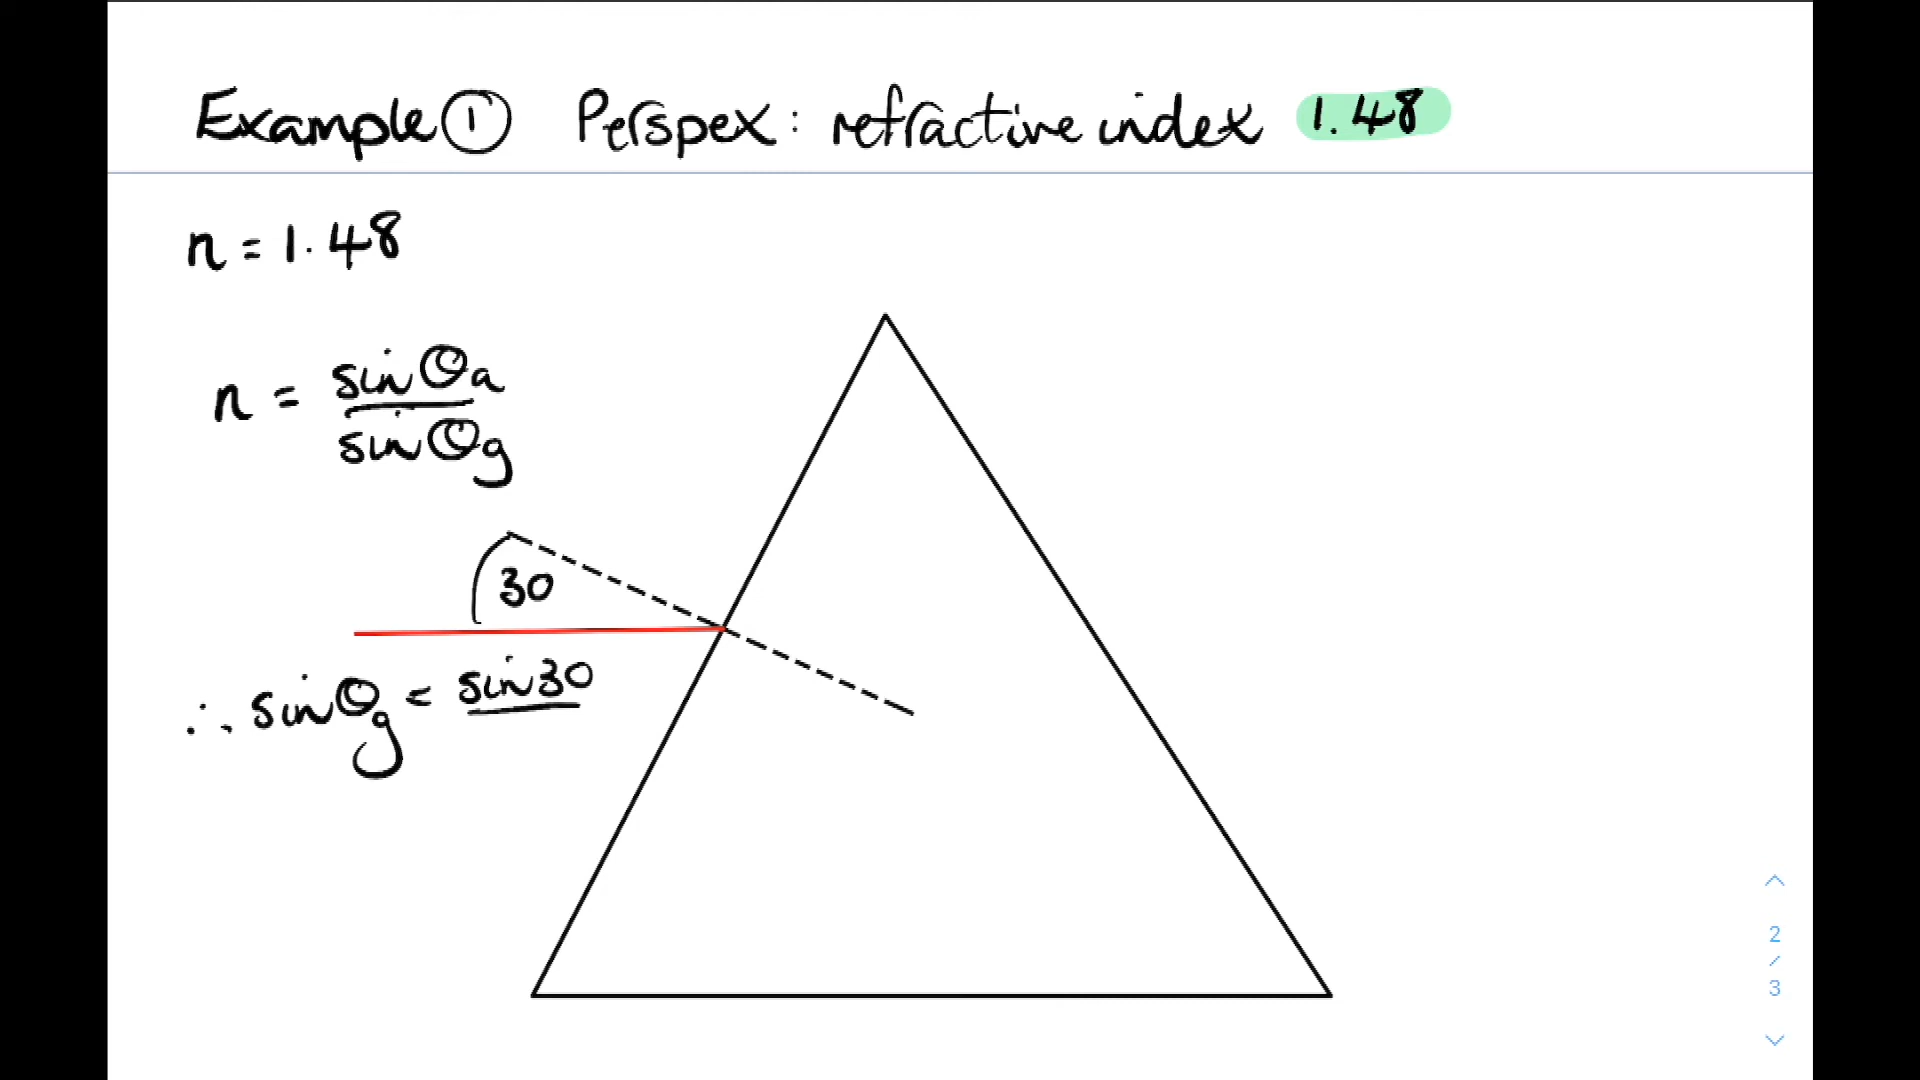 Example ① Perspex: refractive index 1.48
n = 1.48
n = sinθa
sinθg
30
∴ sinθg = sin30
2
/
3